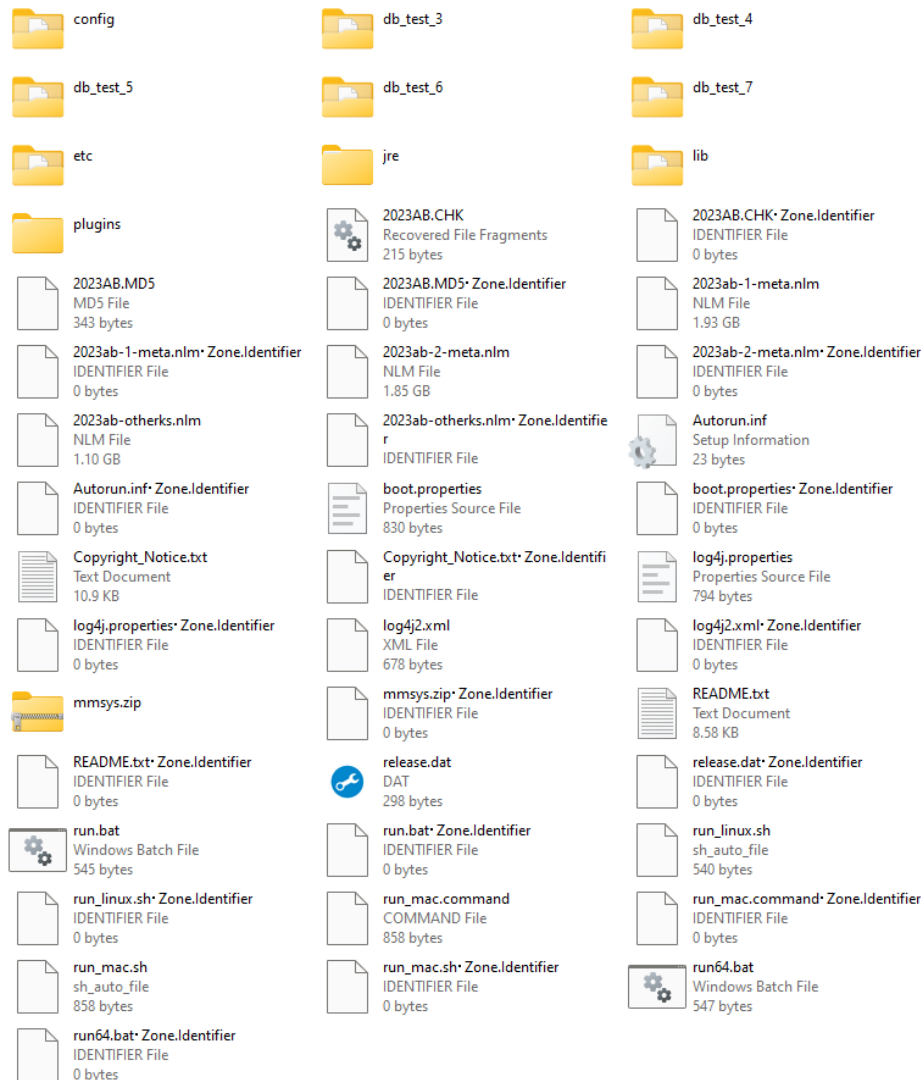 config
db_test_3
db_test_4
db_test_5
db_test_6
db_test_7
etc
jre
lib
plugins
2023AB.CHK
Recovered File Fragments
215 bytes
2023AB.CHK· Zone.Identifier
IDENTIFIER File
0 bytes
2023AB.MD5
MD5 File
343 bytes
2023AB.MD5· Zone.Identifier
IDENTIFIER File
0 bytes
2023ab-1-meta.nlm
NLM File
1.93 GB
2023ab-1-meta.nlm· Zone.Identifier
IDENTIFIER File
0 bytes
2023ab-2-meta.nlm
NLM File
1.85 GB
2023ab-2-meta.nlm· Zone.Identifier
IDENTIFIER File
0 bytes
2023ab-otherks.nlm
NLM File
1.10 GB
2023ab-otherks.nlm· Zone.Identifie
r
IDENTIFIER File
Autorun.inf
Setup Information
23 bytes
Autorun.inf· Zone.Identifier
IDENTIFIER File
0 bytes
boot.properties
Properties Source File
830 bytes
boot.properties· Zone.Identifier
IDENTIFIER File
0 bytes
Copyright_Notice.txt
Text Document
10.9 KB
Copyright_Notice.txt· Zone.Identifi
er
IDENTIFIER File
log4j.properties
Properties Source File
794 bytes
log4j.properties· Zone.Identifier
IDENTIFIER File
0 bytes
log4j2.xml
XML File
678 bytes
log4j2.xml· Zone.Identifier
IDENTIFIER File
0 bytes
mmsys.zip
mmsys.zip· Zone.Identifier
IDENTIFIER File
0 bytes
README.txt
Text Document
8.58 KB
README.txt· Zone.Identifier
IDENTIFIER File
0 bytes
release.dat
DAT
298 bytes
release.dat· Zone.Identifier
IDENTIFIER File
0 bytes
run.bat
Windows Batch File
545 bytes
run.bat· Zone.Identifier
IDENTIFIER File
0 bytes
run_linux.sh
sh_auto_file
540 bytes
run_linux.sh· Zone.Identifier
IDENTIFIER File
0 bytes
run_mac.command
COMMAND File
858 bytes
run_mac.command· Zone.Identifier
IDENTIFIER File
0 bytes
run_mac.sh
sh_auto_file
858 bytes
run_mac.sh· Zone.Identifier
IDENTIFIER File
0 bytes
run64.bat
Windows Batch File
547 bytes
run64.bat· Zone.Identifier
IDENTIFIER File
0 bytes